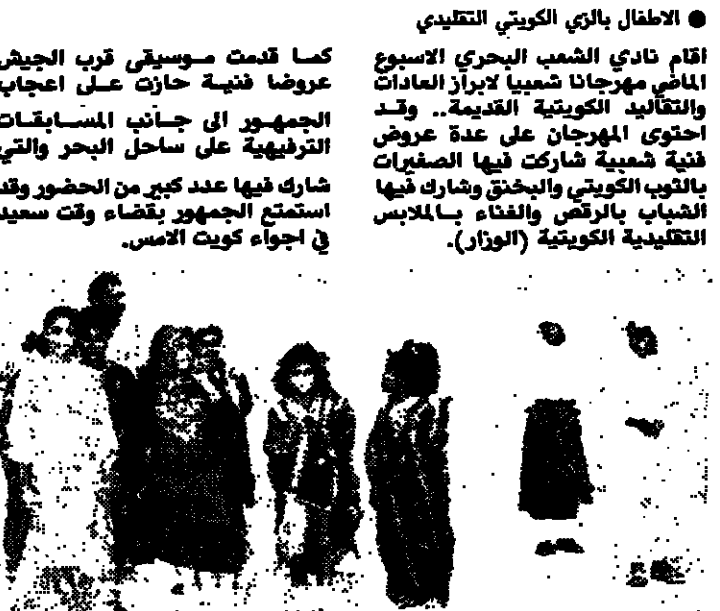 ● الاطفال بالزي الكويتي التقليدي
اقام نادي الشعب البحري الاسبوع
الماضي مهرجانا شعبيا لابراز العادات
والتقاليد الكويتية القديمة.. وقد
احتوى المهرجان على عدة عروض
فنية شعبية شاركت فيها الصغيرات
بالثوب الكويتي والبخنق وشارك فيها
الشباب بالرقص والغناء بالملابس
التقليدية الكويتية (الوزار).
كما قدمت موسيقى قرب الجيش
عروضا فنية حازت على اعجاب
الجمهور الى جانب المسابقات
الترفيهية على ساحل البحر والتي
شارك فيها عدد كبير من الحضور وقد
استمتع الجمهور بقضاء وقت سعيد
في اجواء كويت الامس.